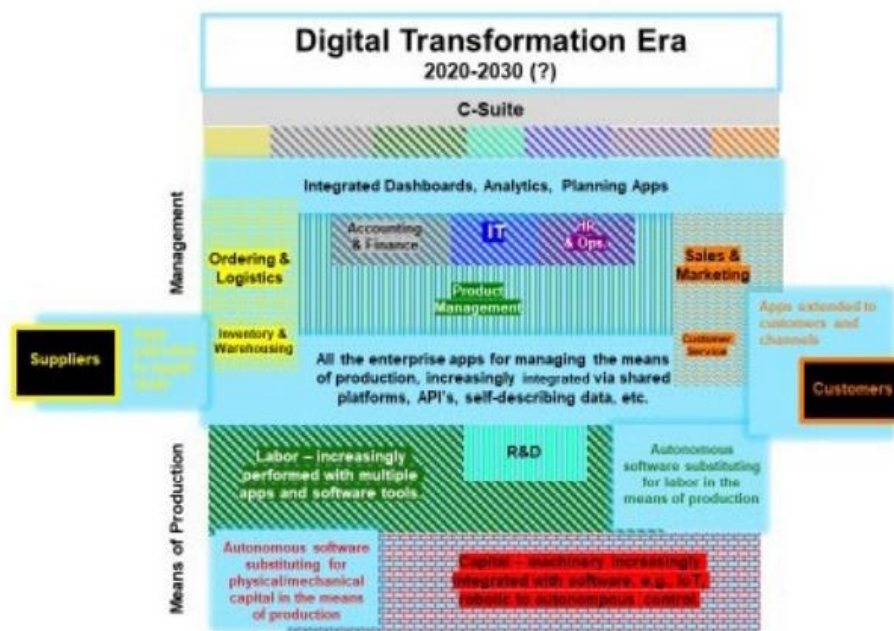 Digital Transformation Era
2020-2030 (?)
C-Suite
Integrated Dashboards, Analytics, Planning Apps
Management
Accounting
& Finance
IT
HR
& Ops.
Ordering &
Logistics
Sales &
Marketing
Product
Management
Inventory &
Warehousing
Customer
Service
Suppliers
Apps extended to
customers and
channels
Customers
All the enterprise apps for managing the means
of production, increasingly integrated via shared
platforms, API's, self-describing data, etc.
Means of Production
Labor – increasingly
performed with multiple
apps and software tools
R&D
Autonomous
software substituting
for labor in the
means of production
Autonomous software
substituting for
physical/mechanical
capital in the means
of production
Capital – machinery increasingly
integrated with software, e.g. IoT,
robotic to autonompous control.